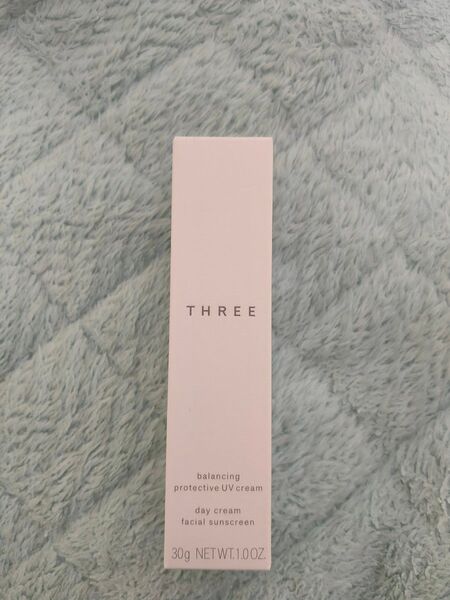 THREE
balancing
protective UV cream
day cream
facial sunscreen
30g NET WT. 1.0 OZ.